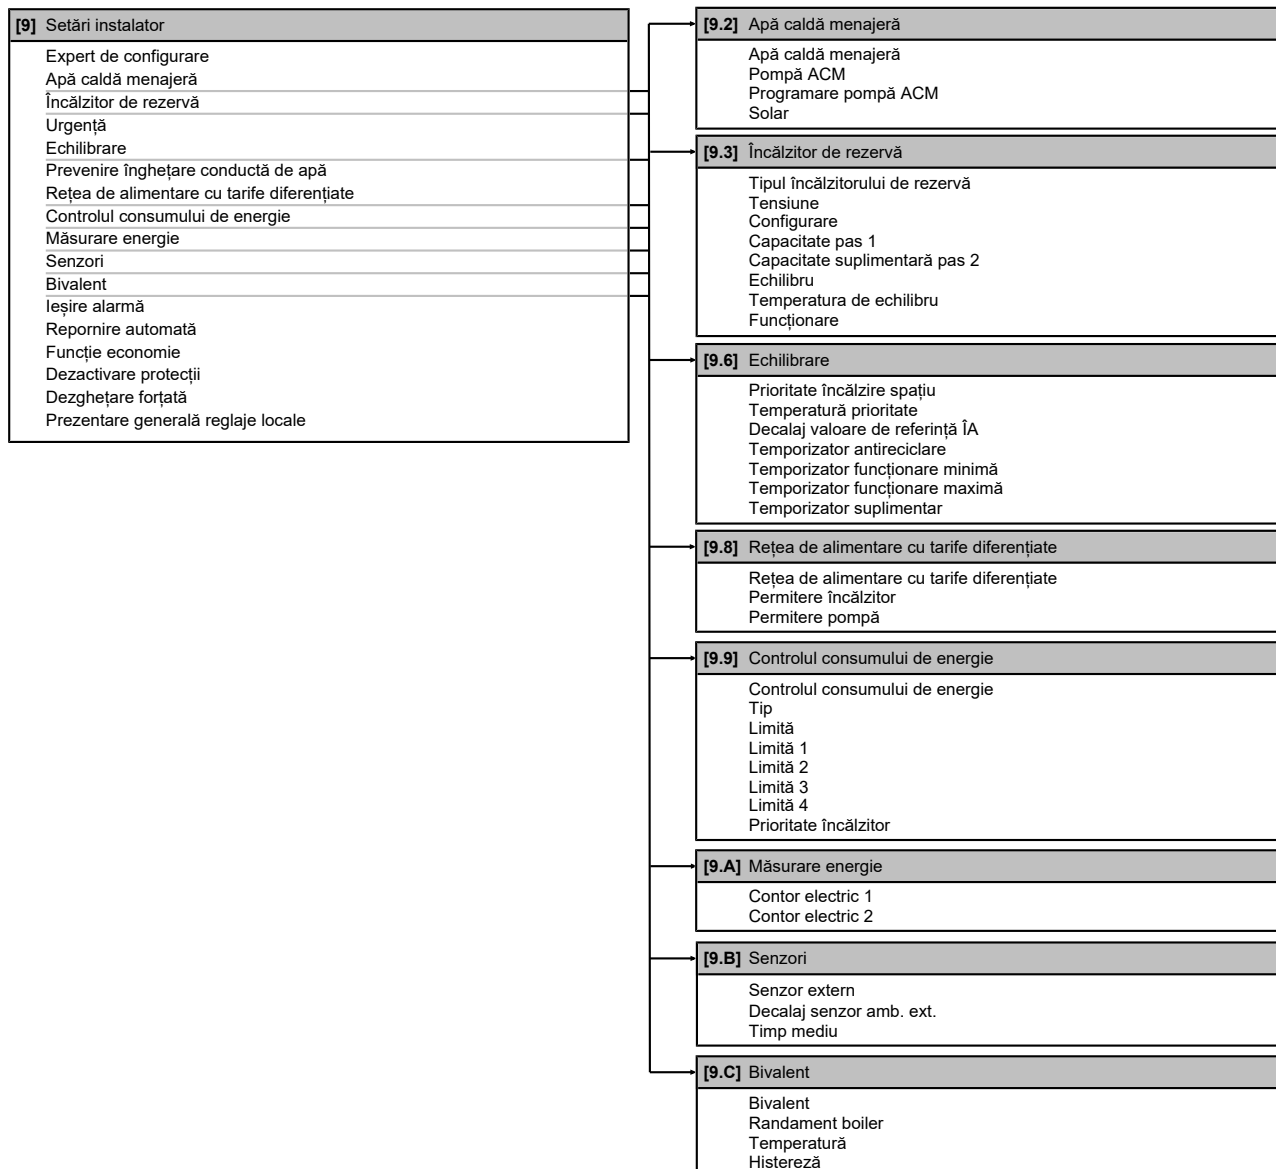 [9] Setări instalator
Expert de configurare
Apă caldă menajeră
Încălzitor de rezervă
Urgență
Echilibrare
Prevenire înghețare conductă de apă
Rețea de alimentare cu tarife diferențiate
Controlul consumului de energie
Măsurare energie
Senzori
Bivalent
Ieșire alarmă
Repornire automată
Funcție economie
Dezactivare protecții
Dezghețare forțată
Prezentare generală reglaje locale
[9.2] Apă caldă menajeră
Apă caldă menajeră
Pompă ACM
Programare pompă ACM
Solar
[9.3] Încălzitor de rezervă
Tipul încălzitorului de rezervă
Tensiune
Configurare
Capacitate pas 1
Capacitate suplimentară pas 2
Echilibru
Temperatura de echilibru
Funcționare
[9.6] Echilibrare
Prioritate încălzire spațiu
Temperatură prioritate
Decalaj valoare de referință ÎA
Temporizator antireciclare
Temporizator funcționare minimă
Temporizator funcționare maximă
Temporizator suplimentar
[9.8] Rețea de alimentare cu tarife diferențiate
Rețea de alimentare cu tarife diferențiate
Permitere încălzitor
Permitere pompă
[9.9] Controlul consumului de energie
Controlul consumului de energie
Tip
Limită
Limită 1
Limită 2
Limită 3
Limită 4
Prioritate încălzitor
[9.A] Măsurare energie
Contor electric 1
Contor electric 2
[9.B] Senzori
Senzor extern
Decalaj senzor amb. ext.
Timp mediu
[9.C] Bivalent
Bivalent
Randament boiler
Temperatură
Histereză